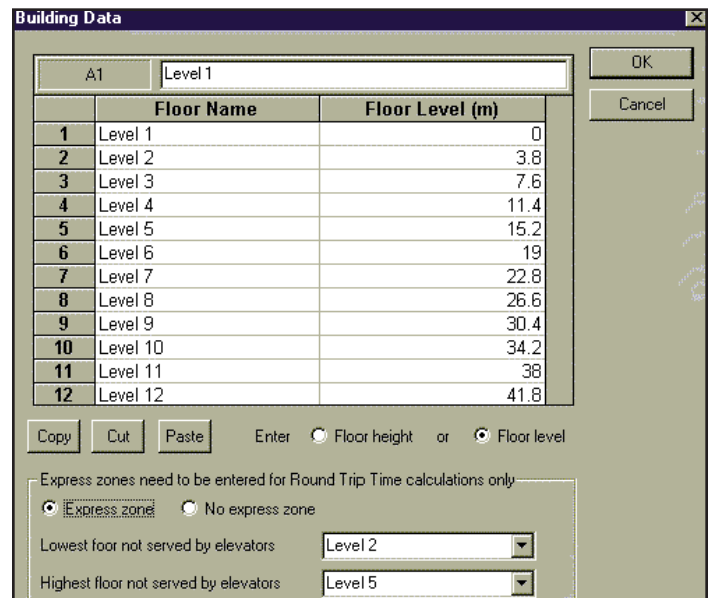 Building Data
A1 Level 1 OK
Floor Name Floor Level (m) Cancel
1 Level 1 0
2 Level 2 3.8
3 Level 3 7.6
4 Level 4 11.4
5 Level 5 15.2
6 Level 6 19
7 Level 7 22.8
8 Level 8 26.6
9 Level 9 30.4
10 Level 10 34.2
11 Level 11 38
12 Level 12 41.8
Copy Cut Paste Enter Floor height or Floor level
Express zones need to be entered for Round Trip Time calculations only
Express zone No express zone
Lowest foor not served by elevators Level 2
Highest floor not served by elevators Level 5